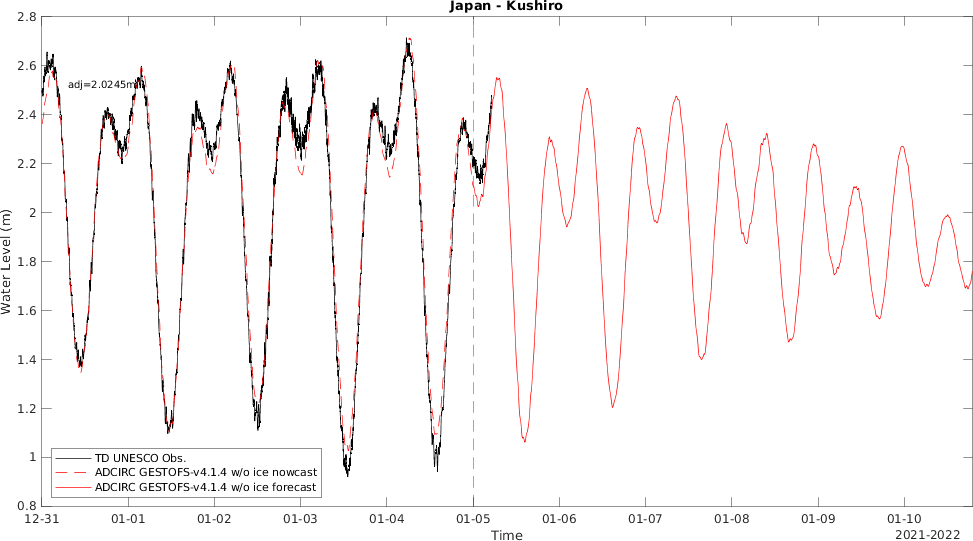 Japan - Kushiro
2.8
2.6
2.4
2.2
2
1.8
1.6
1.4
1.2
1
0.8
Water Level (m)
adj=2.0245m
TD UNESCO Obs.
ADCIRC GESTOFS-v4.1.4 w/o ice nowcast
ADCIRC GESTOFS-v4.1.4 w/o ice forecast
12-31 01-01 01-02 01-03 01-04 01-05 01-06 01-07 01-08 01-09 01-10
Time
2021-2022